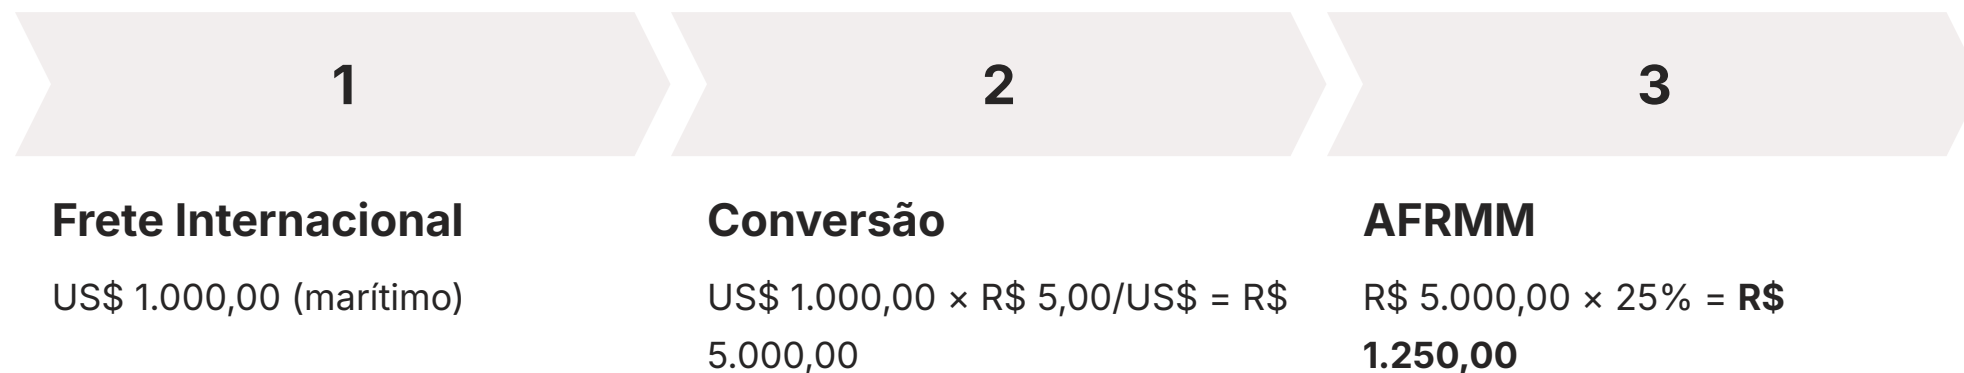 1
2
3
Frete Internacional
US$ 1.000,00 (marítimo)
Conversão
US$ 1.000,00 × R$ 5,00/US$ = R$
5.000,00
AFRMM
R$ 5.000,00 × 25% = R$
1.250,00